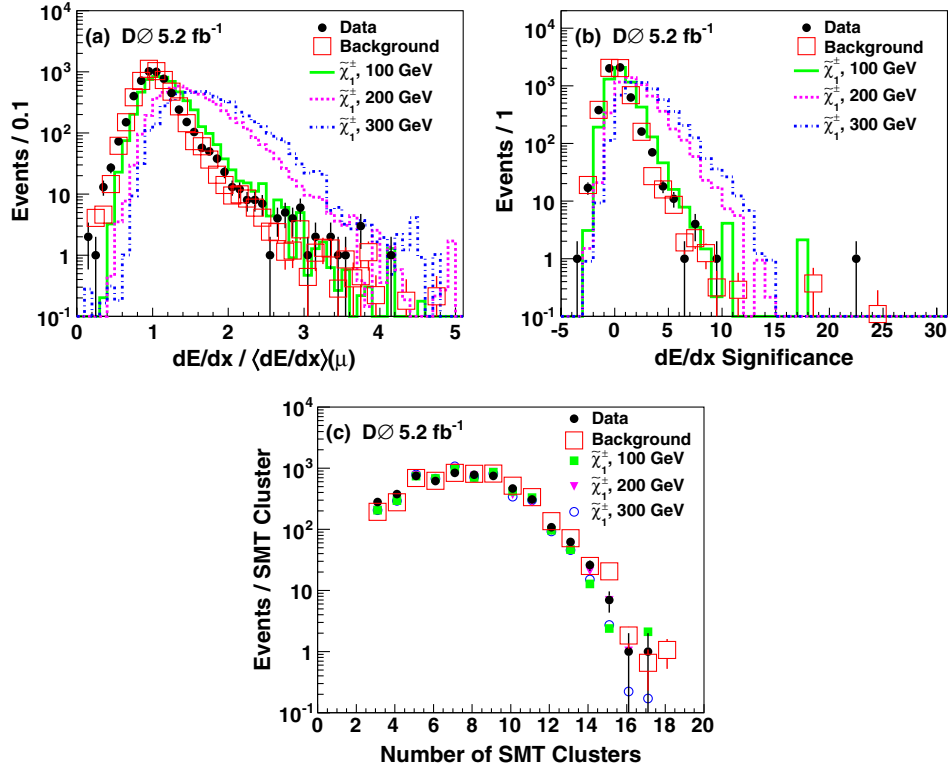 (a) DØ 5.2 fb⁻¹
Data
Background
χ̃₁±, 100 GeV
χ̃₁±, 200 GeV
χ̃₁±, 300 GeV
Events / 0.1
10⁴
10³
10²
10
1
10⁻¹
0 1 2 3 4 5
dE/dx / ⟨dE/dx⟩(μ)
(b) DØ 5.2 fb⁻¹
Data
Background
χ̃₁±, 100 GeV
χ̃₁±, 200 GeV
χ̃₁±, 300 GeV
Events / 1
10⁴
10³
10²
10
1
10⁻¹
-5 0 5 10 15 20 25 30
dE/dx Significance
(c) DØ 5.2 fb⁻¹
Data
Background
χ̃₁±, 100 GeV
χ̃₁±, 200 GeV
χ̃₁±, 300 GeV
Events / SMT Cluster
10⁴
10³
10²
10
1
10⁻¹
0 2 4 6 8 10 12 14 16 18 20
Number of SMT Clusters